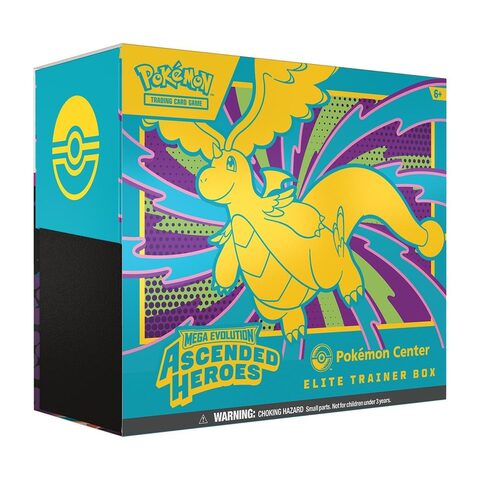 Pokémon
TRADING CARD GAME
6+
MEGA EVOLUTION
ASCENDED
HEROES
Pokémon Center
ELITE TRAINER BOX
WARNING: CHOKING HAZARD Small parts. Not for children under 3 years.